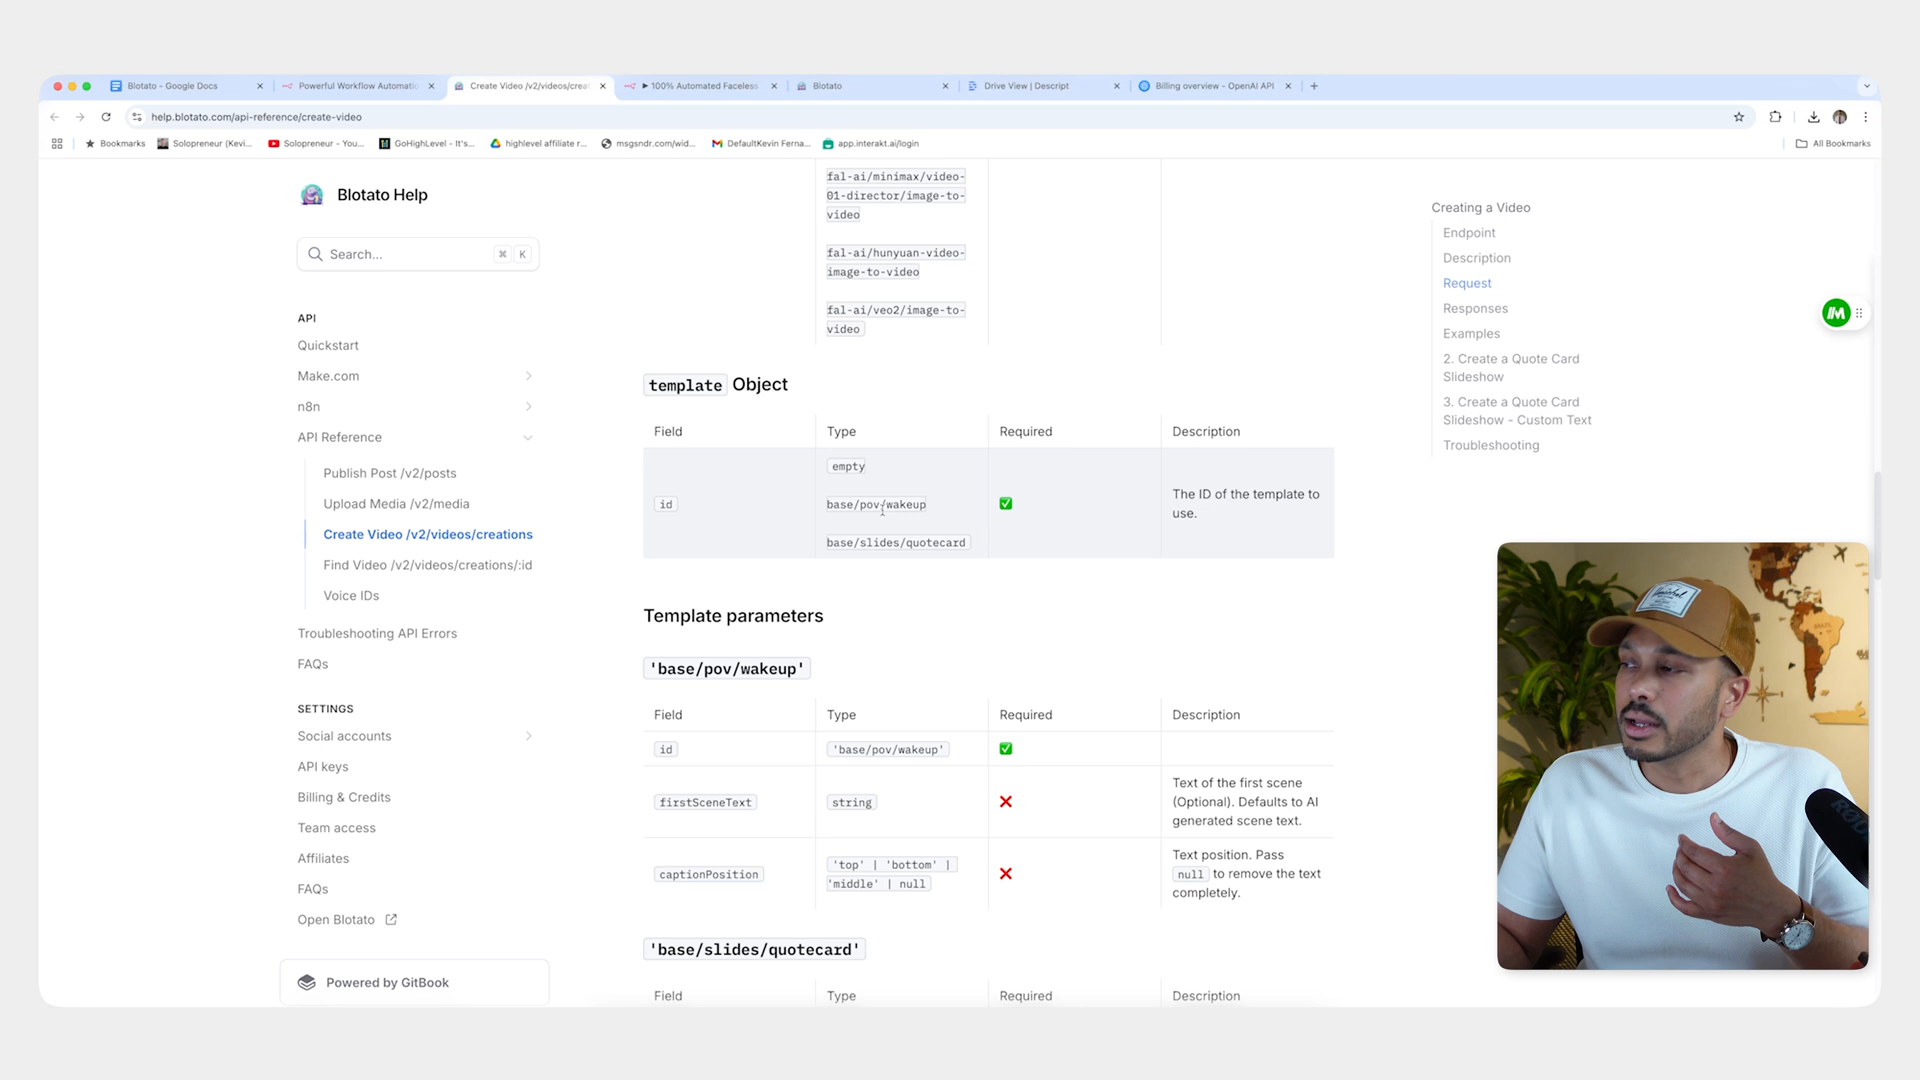 Blotato - Google Docs
Powerful Workflow Automatic
Create Video /v2/videos/creat
► 100% Automated Faceless
Blotato
Drive View | Descript
Billing overview - OpenAI API
help.blotato.com/api-reference/create-video
Bookmarks
Solopreneur (Kevi...
Solopreneur - You...
GoHighLevel - It's...
highlevel affiliate r...
msgsndr.com/wid...
DefaultKevin Ferna...
app.interakt.ai/login
All Bookmarks
Blotato Help
Search...
⌘ K
API
Quickstart
Make.com
n8n
API Reference
Publish Post /v2/posts
Upload Media /v2/media
Create Video /v2/videos/creations
Find Video /v2/videos/creations/:id
Voice IDs
Troubleshooting API Errors
FAQs
SETTINGS
Social accounts
API keys
Billing & Credits
Team access
Affiliates
FAQs
Open Blotato
Powered by GitBook
fal-ai/minimax/video-
01-director/image-to-
video
fal-ai/hunyuan-video-
image-to-video
fal-ai/veo2/image-to-
video
template Object
Field Type Required Description
empty
id base/pov/wakeup The ID of the template to
use.
base/slides/quotecard
Template parameters
'base/pov/wakeup'
Field Type Required Description
id 'base/pov/wakeup'
Text of the first scene
firstSceneText string (Optional). Defaults to AI
generated scene text.
'top' | 'bottom' | Text position. Pass
captionPosition 'middle' | null null to remove the text
completely.
'base/slides/quotecard'
Field Type Required Description
Creating a Video
Endpoint
Description
Request
Responses
Examples
2. Create a Quote Card
Slideshow
3. Create a Quote Card
Slideshow - Custom Text
Troubleshooting
BRAZIL